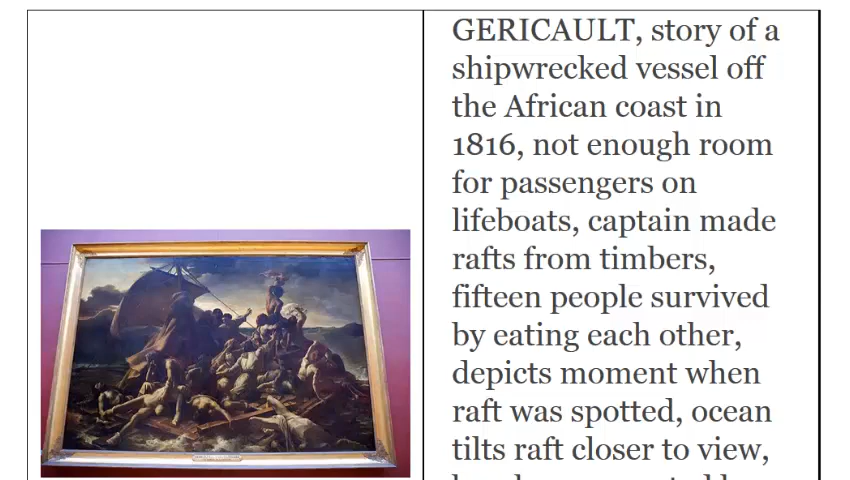 GERICAULT, story of a
shipwrecked vessel off
the African coast in
1816, not enough room
for passengers on
lifeboats, captain made
rafts from timbers,
fifteen people survived
by eating each other,
depicts moment when
raft was spotted, ocean
tilts raft closer to view,